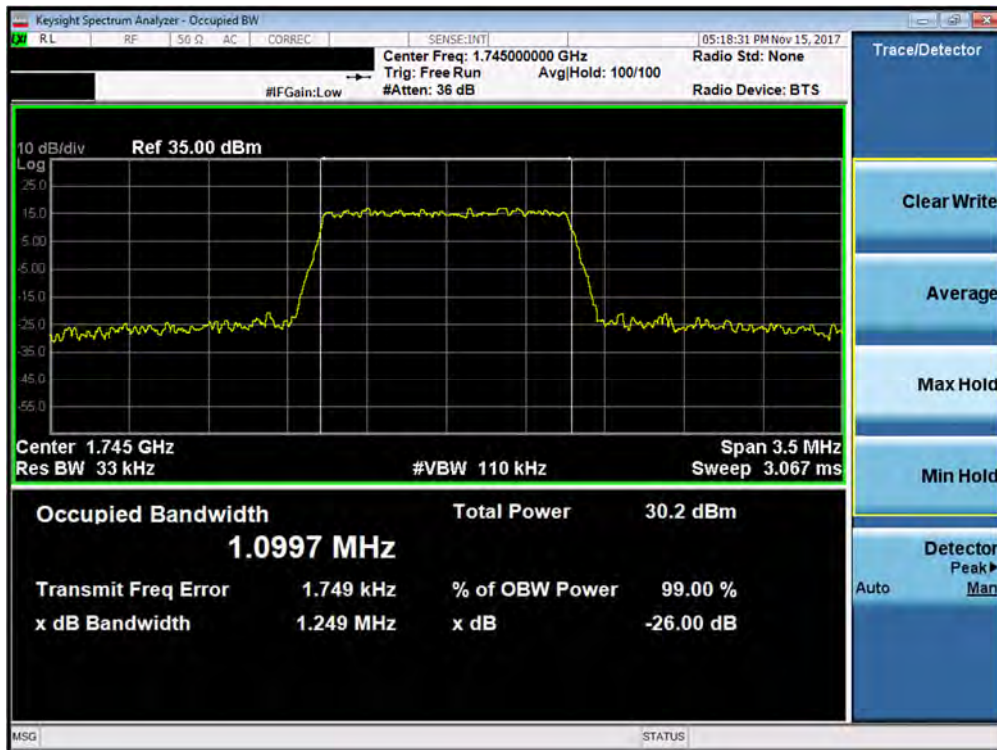 Keysight Spectrum Analyzer - Occupied BW
LXI RL RF 50 Ω AC CORREC SENSE:INT 05:18:31 PM Nov 15, 2017
Center Freq: 1.745000000 GHz Radio Std: None
Trig: Free Run Avg|Hold: 100/100
#IFGain:Low #Atten: 36 dB Radio Device: BTS
10 dB/div Ref 35.00 dBm
Log
25.0
15.0
5.00
-5.00
-15.0
-25.0
-35.0
-45.0
-55.0
Center 1.745 GHz Span 3.5 MHz
Res BW 33 kHz #VBW 110 kHz Sweep 3.067 ms
Occupied Bandwidth Total Power 30.2 dBm
1.0997 MHz
Transmit Freq Error 1.749 kHz % of OBW Power 99.00 %
x dB Bandwidth 1.249 MHz x dB -26.00 dB
MSG STATUS
Trace/Detector
Clear Write
Average
Max Hold
Min Hold
Detector
Peak▶
Auto Man